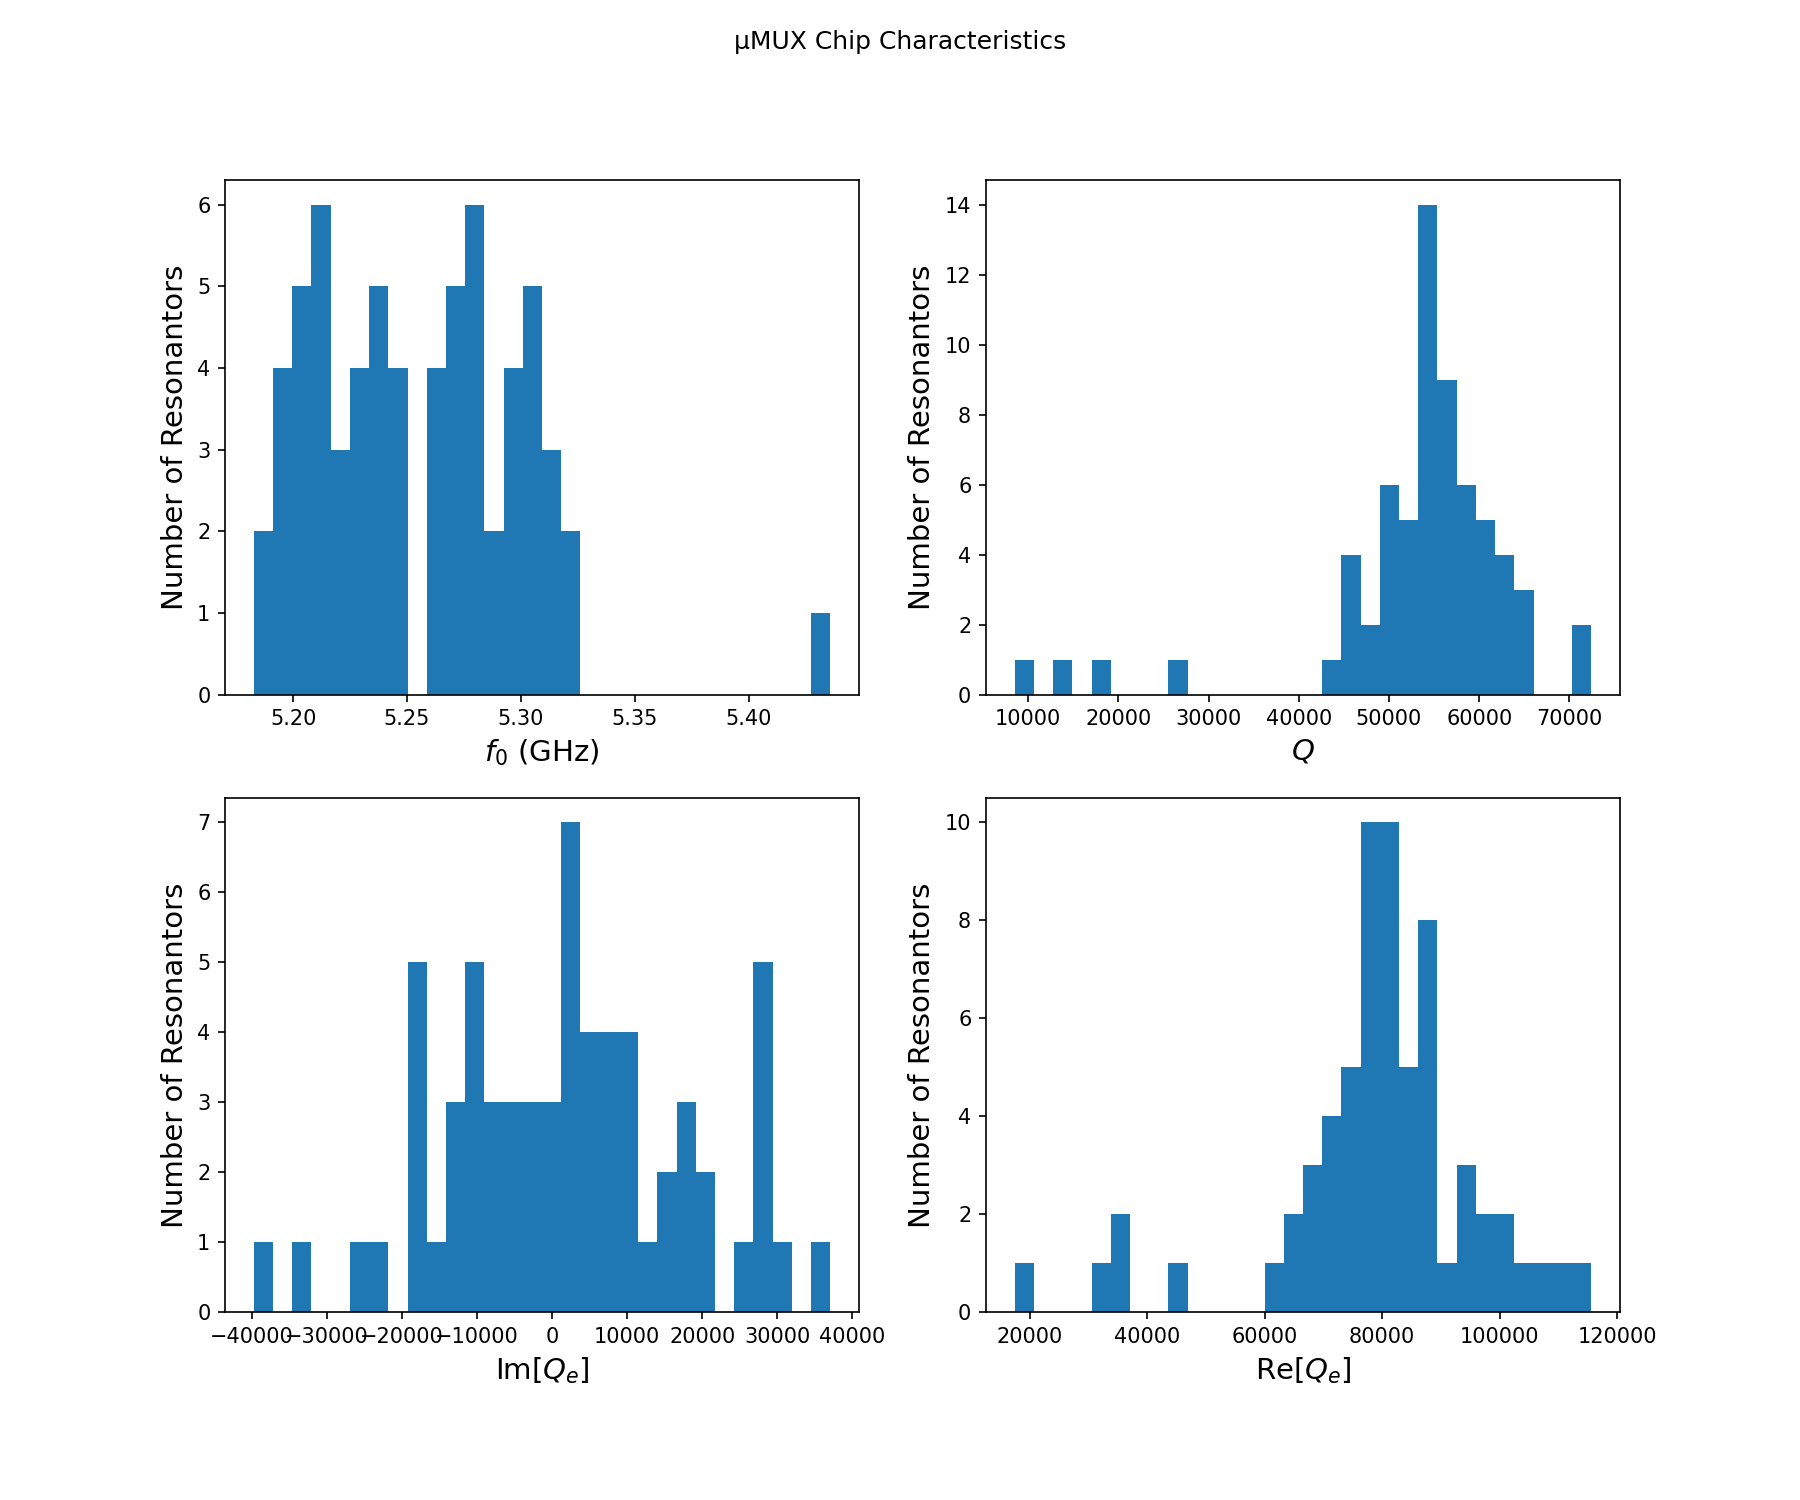 µMUX Chip Characteristics
Number of Resonantors
6
5
4
3
2
1
0
5.20 5.25 5.30 5.35 5.40
f0 (GHz)
Number of Resonantors
14
12
10
8
6
4
2
0
10000 20000 30000 40000 50000 60000 70000
Q
Number of Resonantors
7
6
5
4
3
2
1
0
−40000 −30000 −20000 −10000 0 10000 20000 30000 40000
Im[Qe]
Number of Resonantors
10
8
6
4
2
0
20000 40000 60000 80000 100000 120000
Re[Qe]